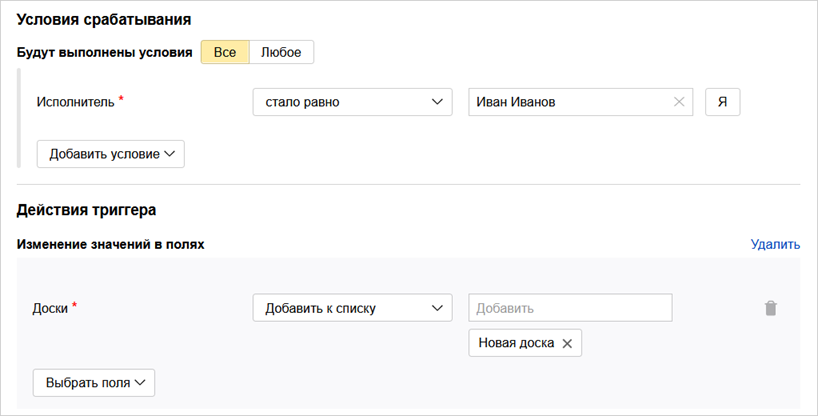 Условия срабатывания
Будут выполнены условия Все Любое
Исполнитель * стало равно Иван Иванов Я
Добавить условие
Действия триггера
Изменение значений в полях Удалить
Доски * Добавить к списку Добавить
Новая доска
Выбрать поля